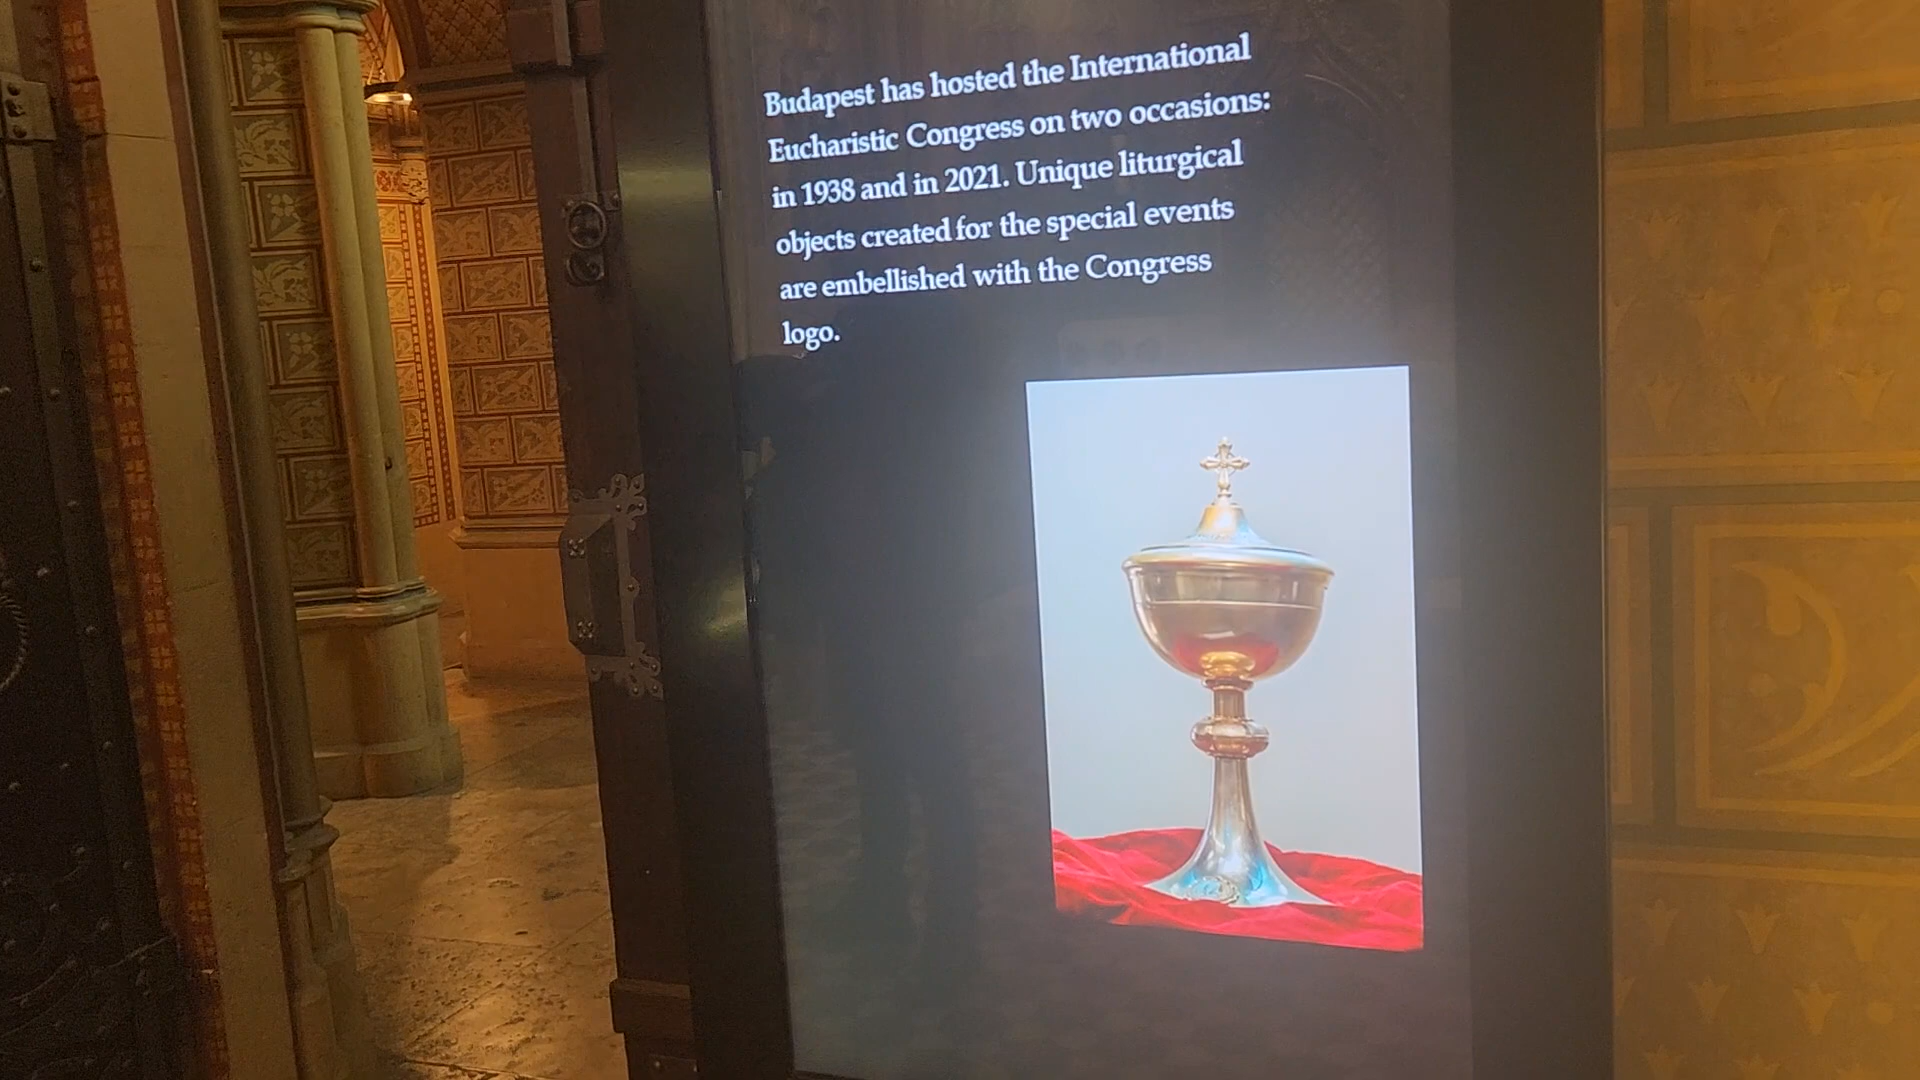 Budapest has hosted the International
Eucharistic Congress on two occasions:
in 1938 and in 2021. Unique liturgical
objects created for the special events
are embellished with the Congress
logo.